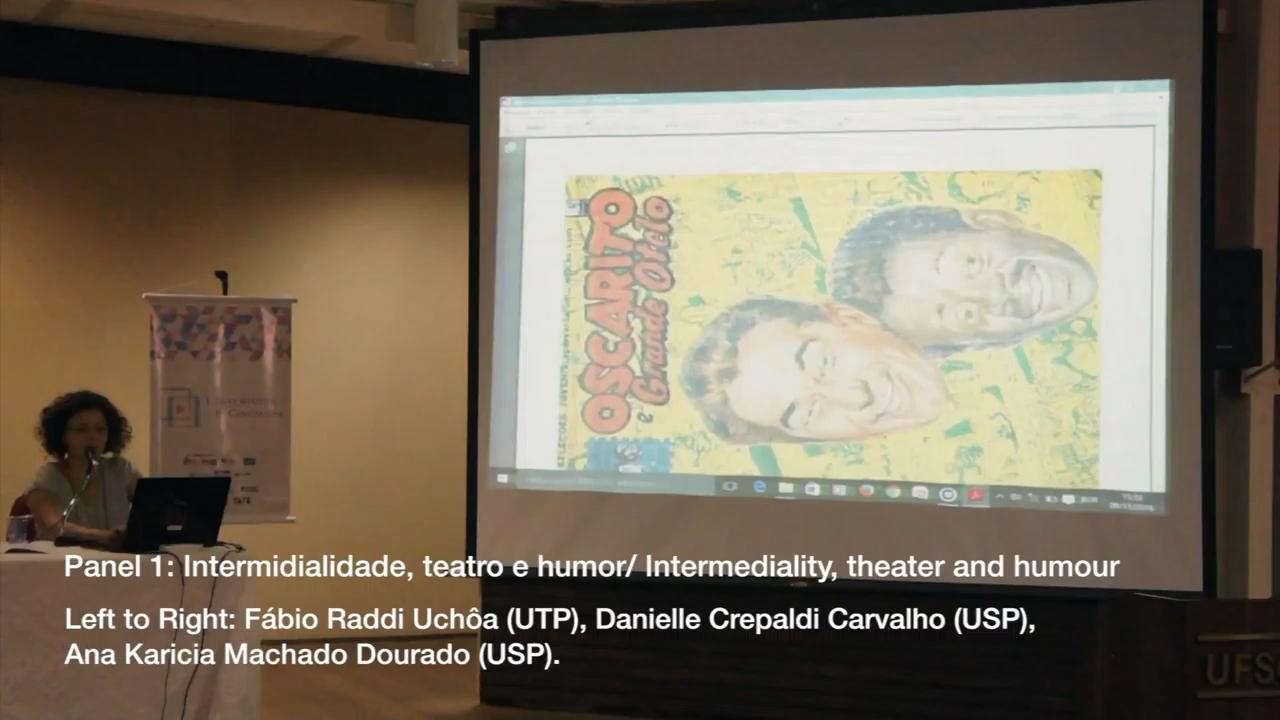 OSCARITO
e Grande Otelo
Panel 1: Intermidialidade, teatro e humor/ Intermediality, theater and humour
Left to Right: Fábio Raddi Uchôa (UTP), Danielle Crepaldi Carvalho (USP),
Ana Karicia Machado Dourado (USP).
UFS